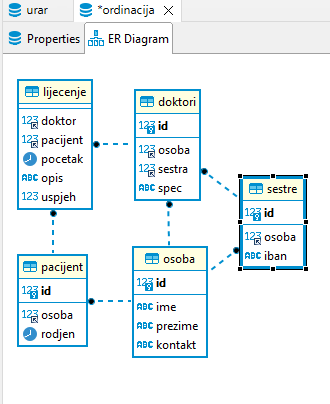 urar
*ordinacija
Properties
ER Diagram
lijecenje
123 doktor
123 pacijent
pocetak
ABC opis
123 uspjeh
doktori
123 id
123 osoba
123 sestra
ABC spec
sestre
123 id
123 osoba
ABC iban
pacijent
123 id
123 osoba
rodjen
osoba
123 id
ABC ime
ABC prezime
ABC kontakt